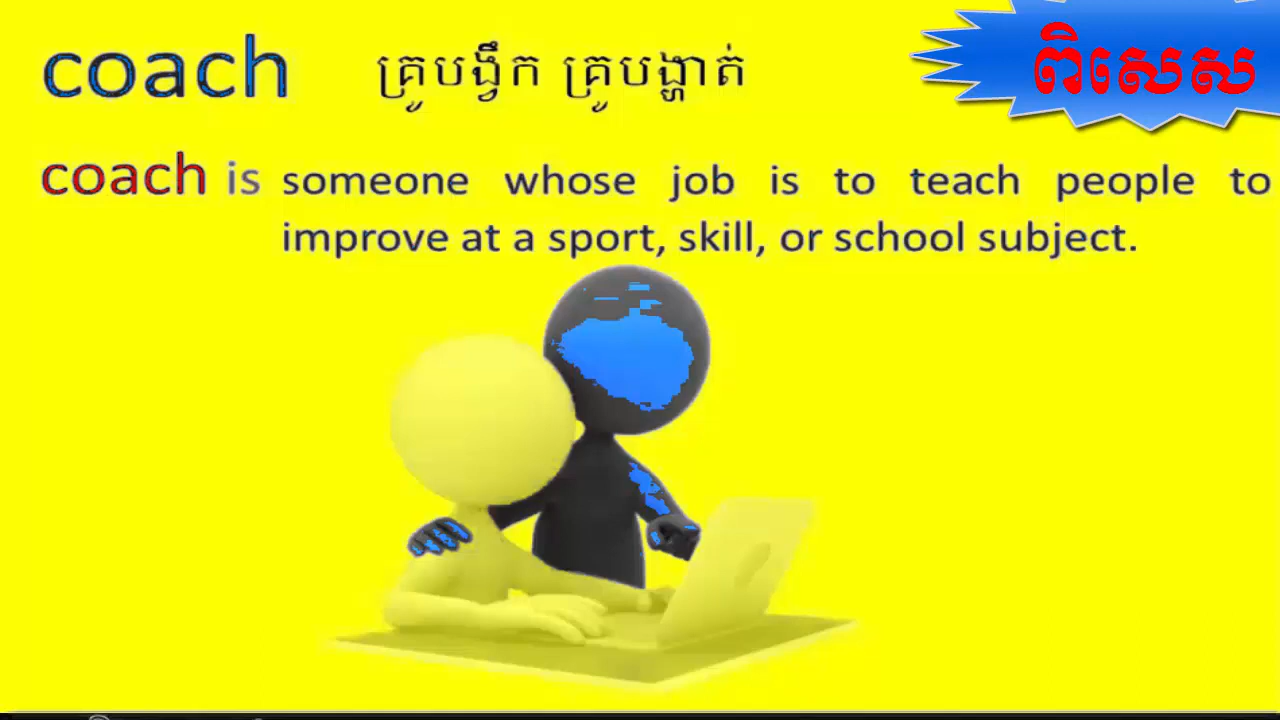 coach គ្រូបង្វឹក គ្រូបង្ហាត់
ពិសេស
coach is someone whose job is to teach people to
improve at a sport, skill, or school subject.